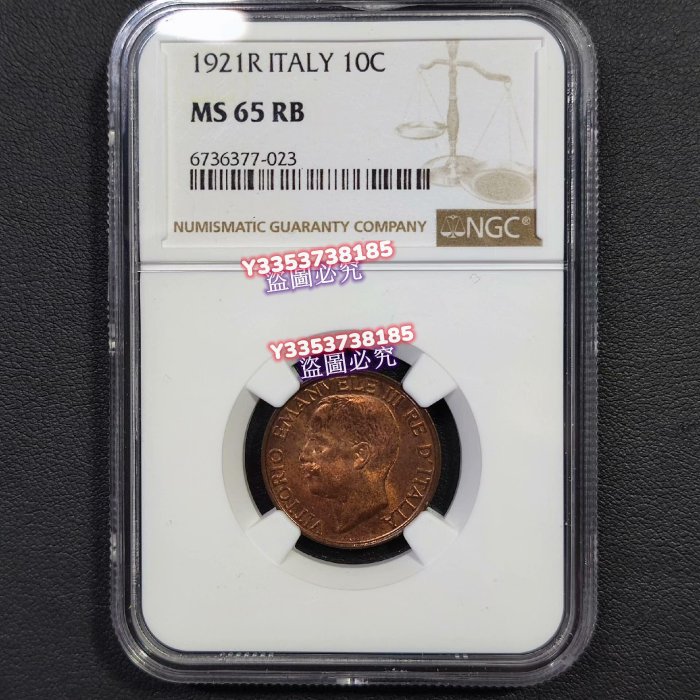 1921R ITALY 10C
MS 65 RB
6736377-023
NUMISMATIC GUARANTY COMPANY NGC®
Y3353738185
盜圖必究
Y3353738185
盜圖必究
VITTORIO EMANVELE III RE D'ITALIA